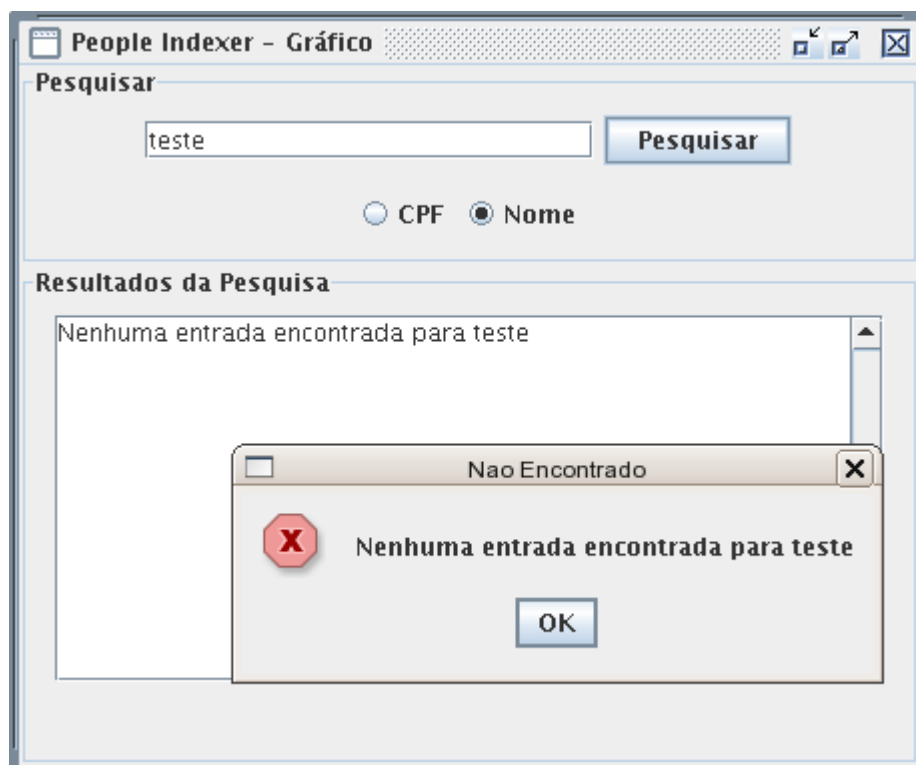 People Indexer - Gráfico
Pesquisar
teste
Pesquisar
CPF
Nome
Resultados da Pesquisa
Nenhuma entrada encontrada para teste
Nao Encontrado
Nenhuma entrada encontrada para teste
OK